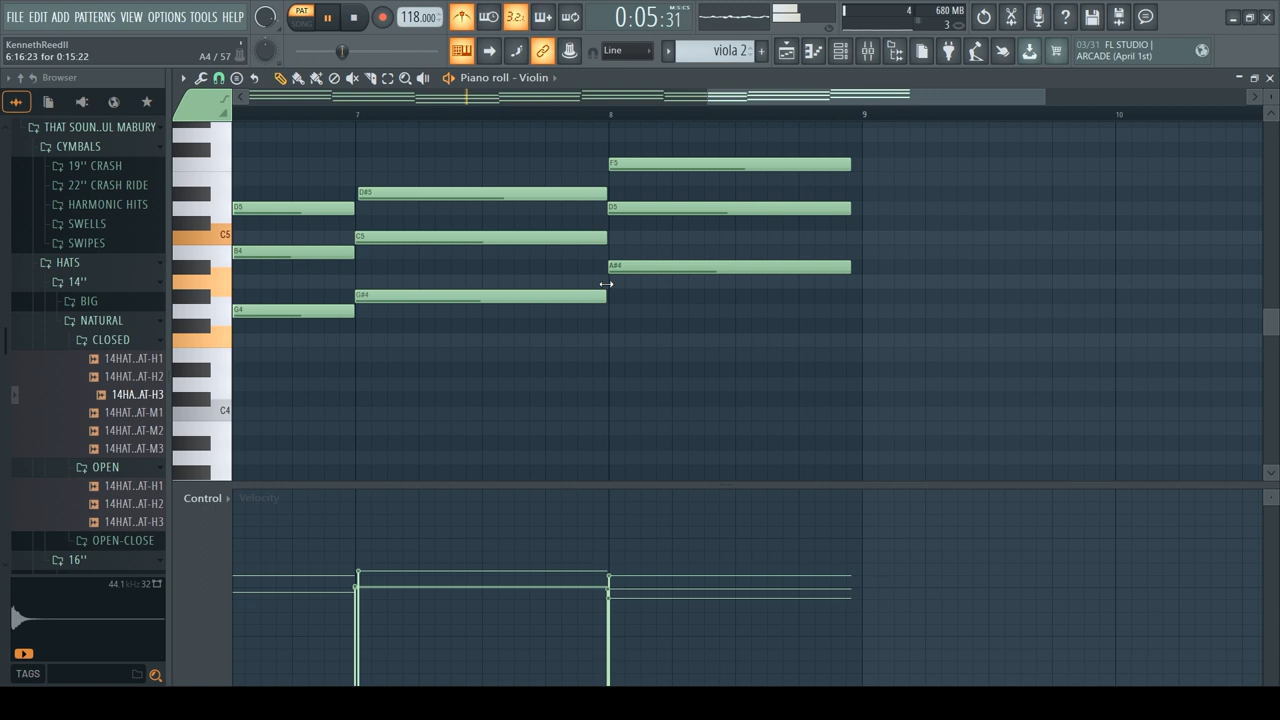 FILE EDIT ADD PATTERNS VIEW OPTIONS TOOLS HELP
PAT
SONG
118.000
3.2
0:05:31
M:S:CS
4
680 MB
3
KennethReedII
6:16:23 for 0:15:22
A4 / 57
Line
viola 2
03/31 FL STUDIO |
ARCADE (April 1st)
Browser
Piano roll - Violin
THAT SOUN..UL MABURY
CYMBALS
19'' CRASH
22'' CRASH RIDE
HARMONIC HITS
SWELLS
SWIPES
HATS
14''
BIG
NATURAL
CLOSED
14HAT..AT-H1
14HAT..AT-H2
14HA..AT-H3
14HAT..AT-M1
14HAT..AT-M2
14HAT..AT-M3
OPEN
14HAT..AT-H1
14HAT..AT-H2
14HAT..AT-H3
OPEN-CLOSE
16''
44.1kHz 32
TAGS
7
8
9
10
F5
D#5
D5
D5
C5
C5
B4
A#4
G#4
G4
C4
Control
Velocity